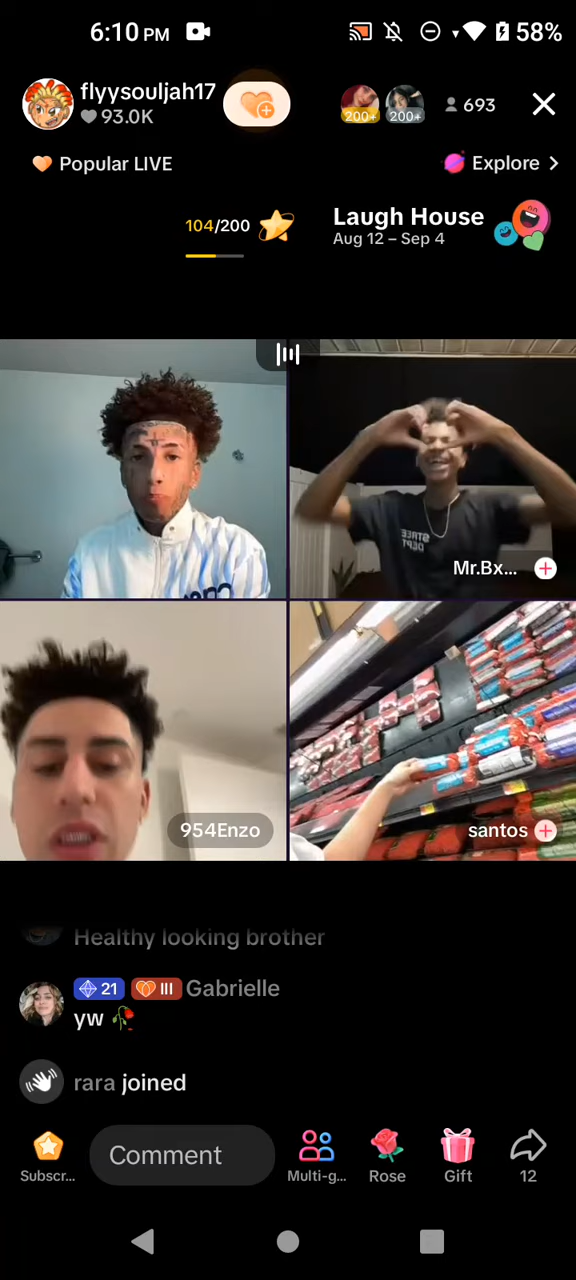 6:10 PM
58%
flyysouljah17
93.0K
200+
200+
693
Popular LIVE
Explore >
104/200
Laugh House
Aug 12 – Sep 4
STREE
DEPT
Mr.Bx...
954Enzo
santos
Healthy looking brother
21
III
Gabrielle
yw
rara joined
Comment
Subscr...
Multi-g...
Rose
Gift
12